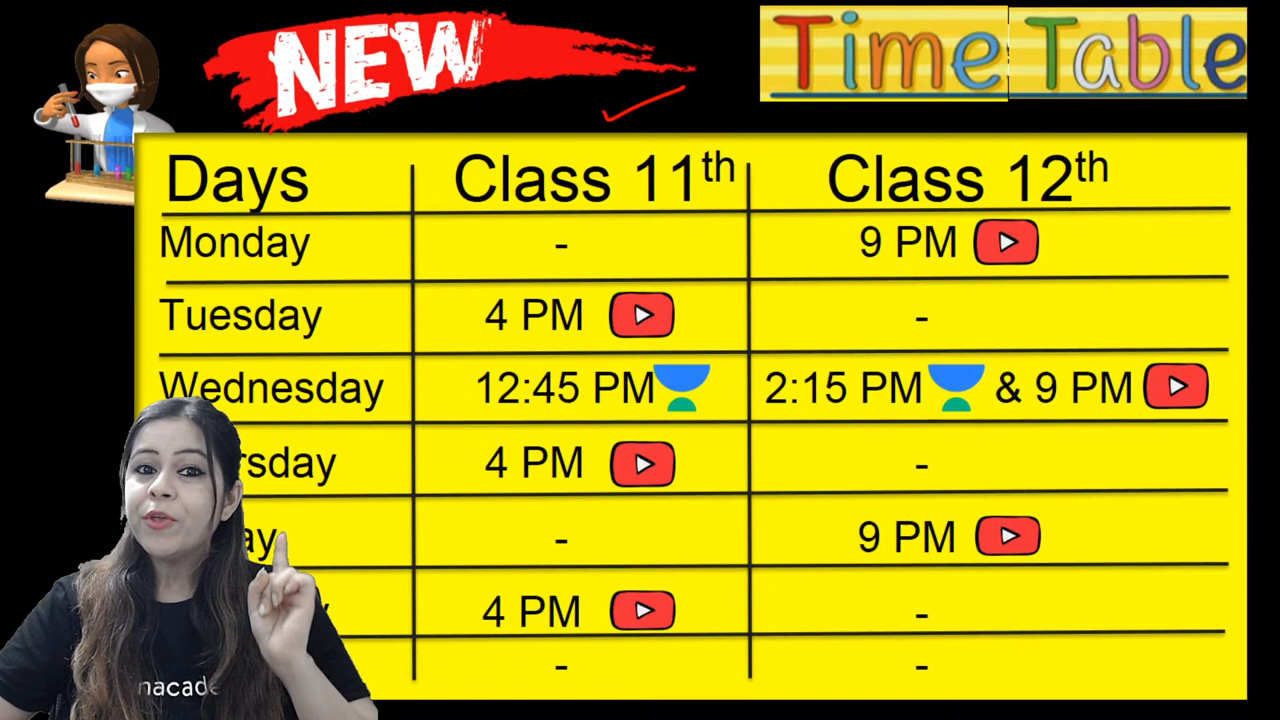 NEW
Time Table
Days Class 11th Class 12th
Monday - 9 PM
Tuesday 4 PM -
Wednesday 12:45 PM 2:15 PM & 9 PM
rsday 4 PM -
ay - 9 PM
4 PM -
- -
nacade